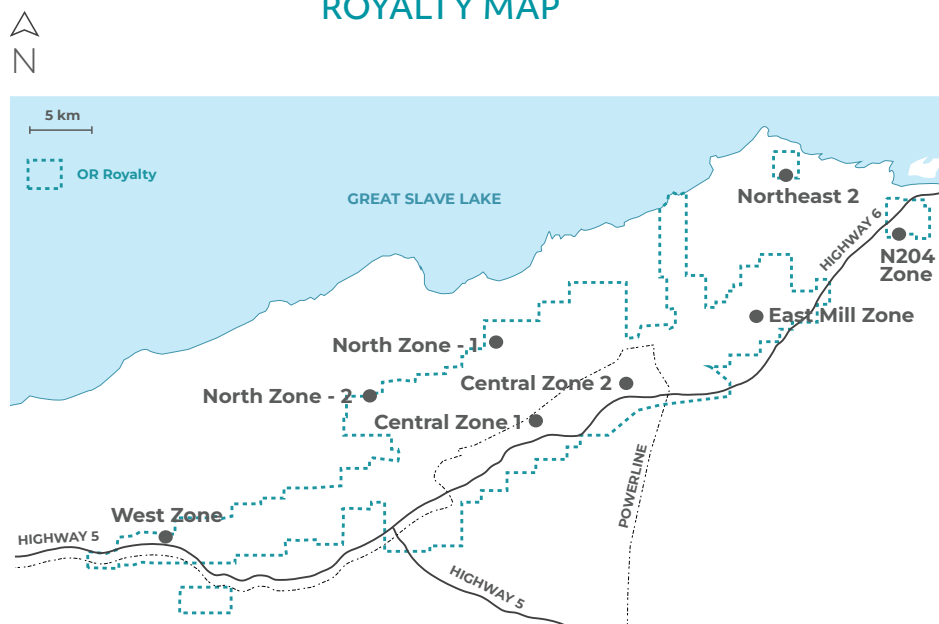 ROYALTY MAP
N
5 km
OR Royalty
GREAT SLAVE LAKE
Northeast 2
HIGHWAY 6
N204
Zone
East Mill Zone
North Zone - 1
Central Zone 2
North Zone - 2
Central Zone 1
POWERLINE
West Zone
HIGHWAY 5
HIGHWAY 5